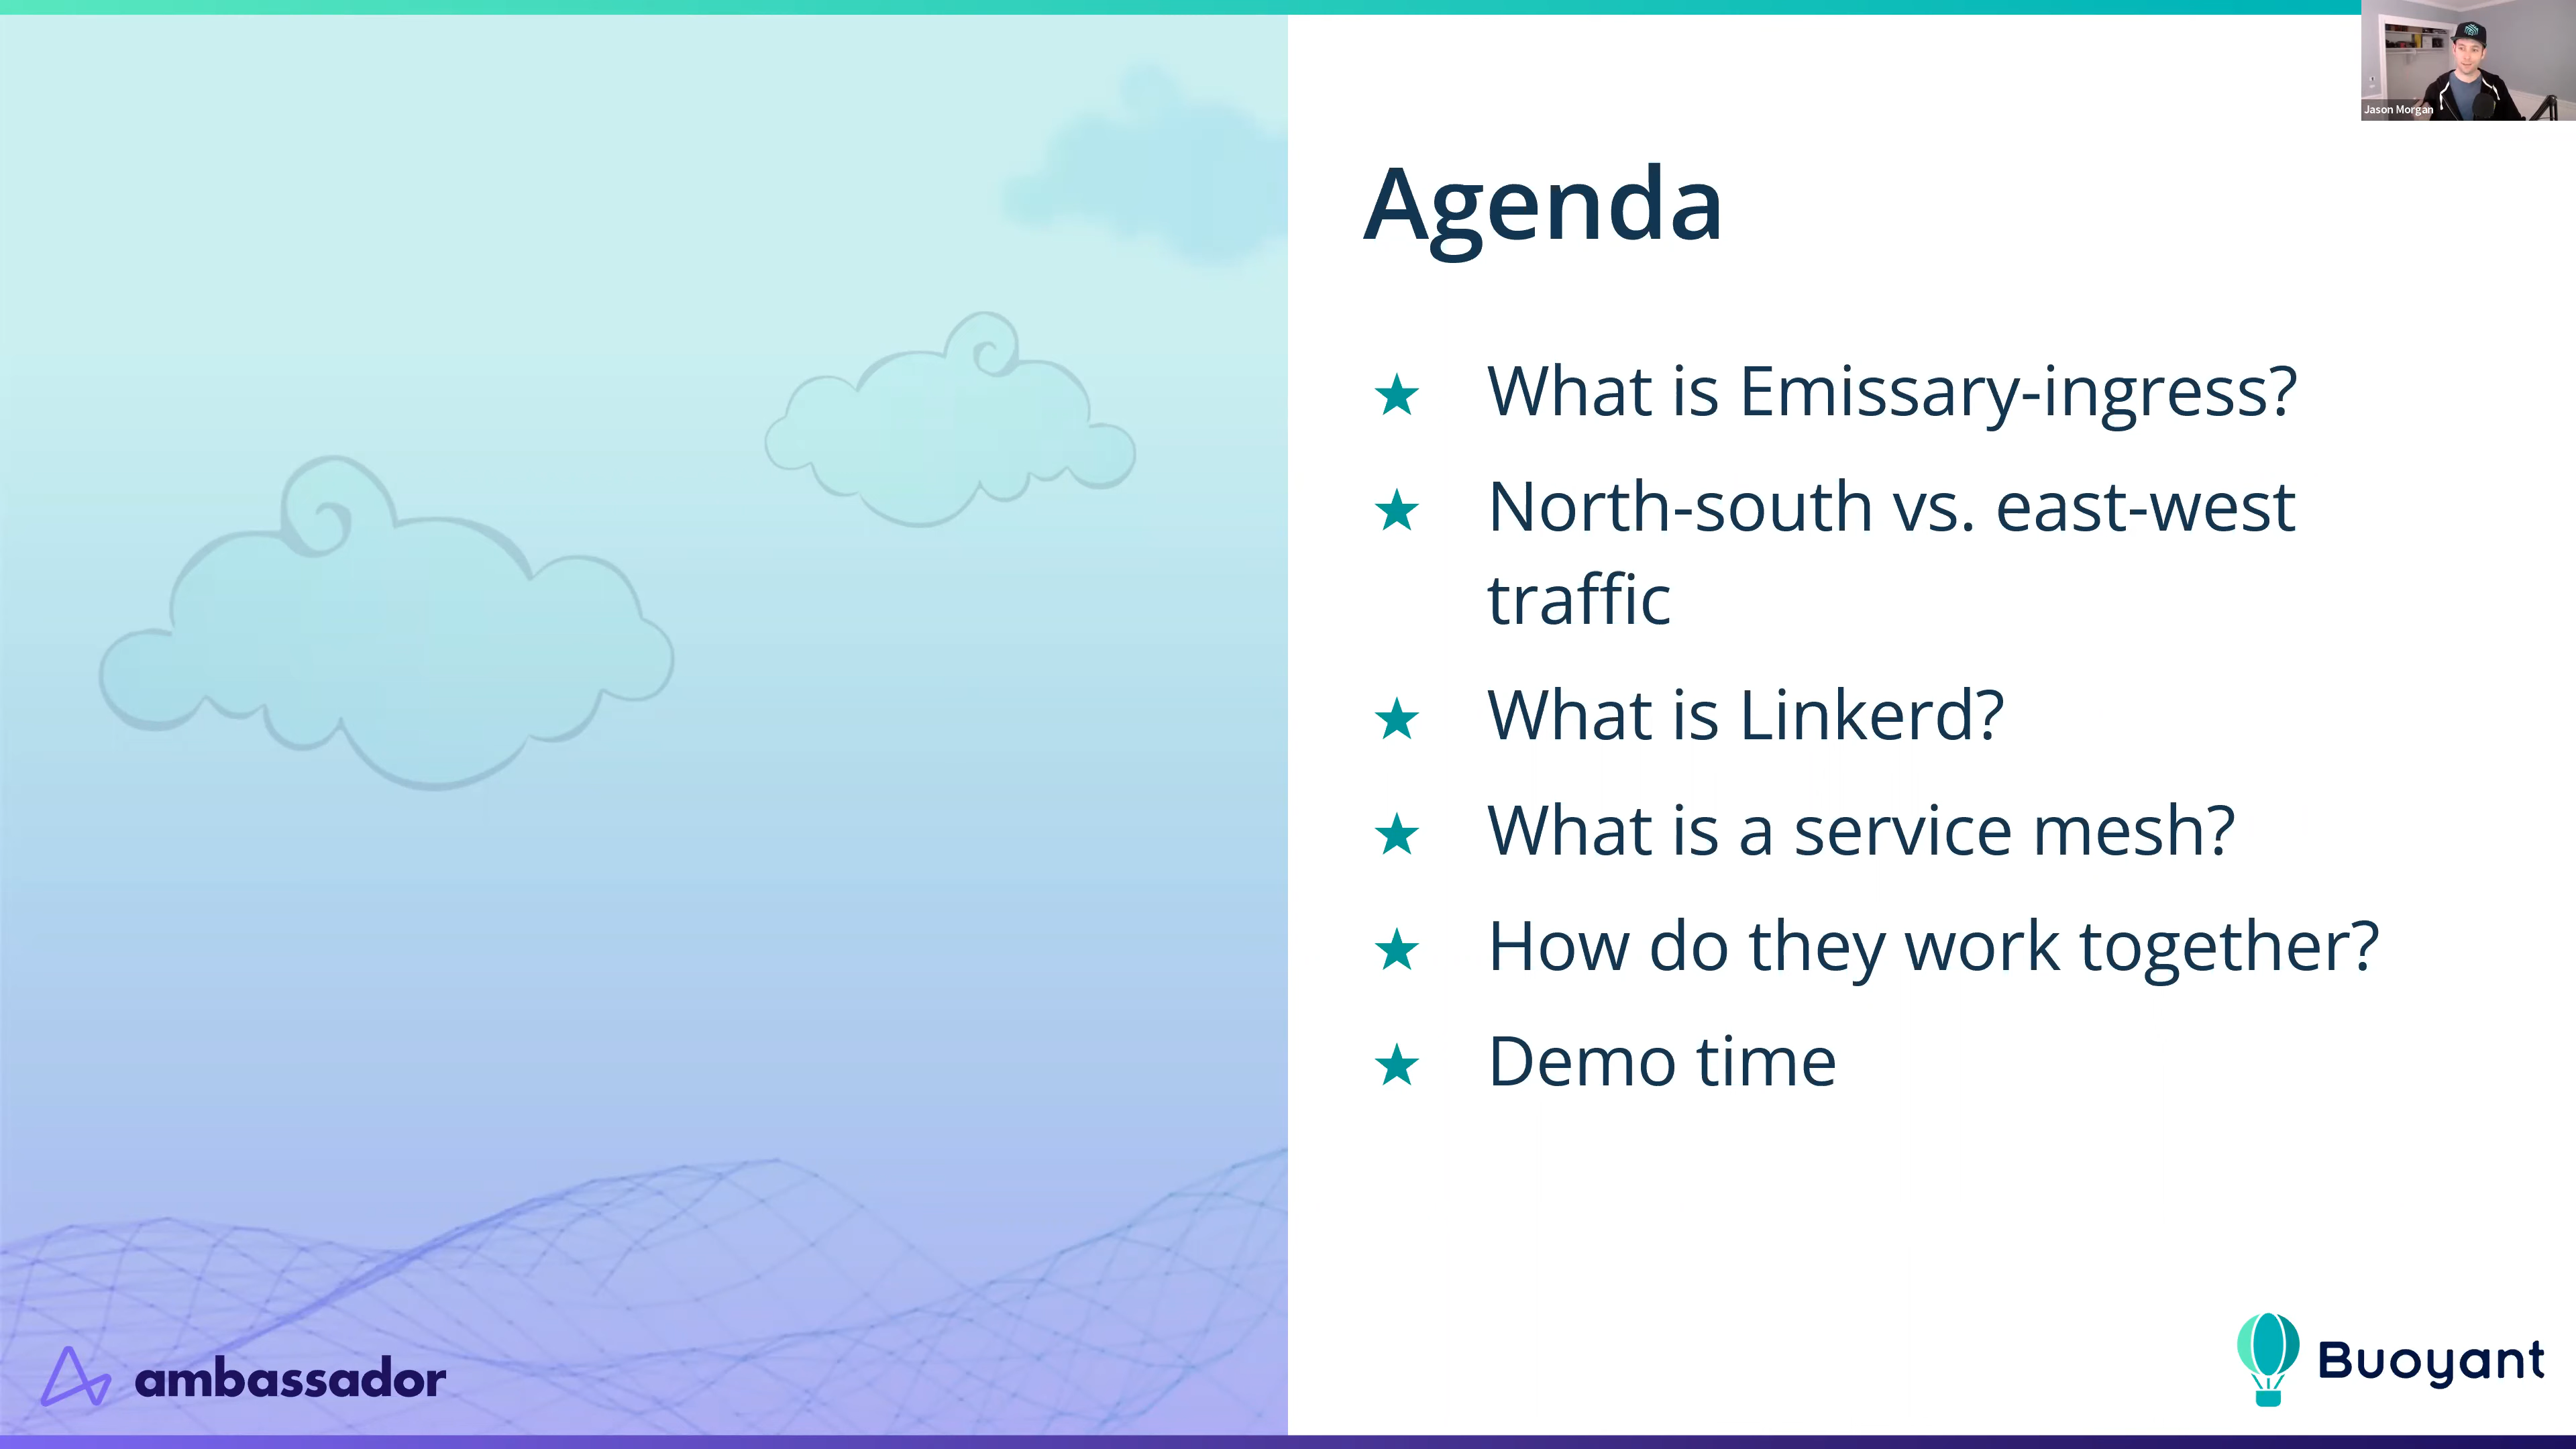 Jason Morgan
Agenda
★ What is Emissary-ingress?
★ North-south vs. east-west
traffic
★ What is Linkerd?
★ What is a service mesh?
★ How do they work together?
★ Demo time
ambassador
Buoyant